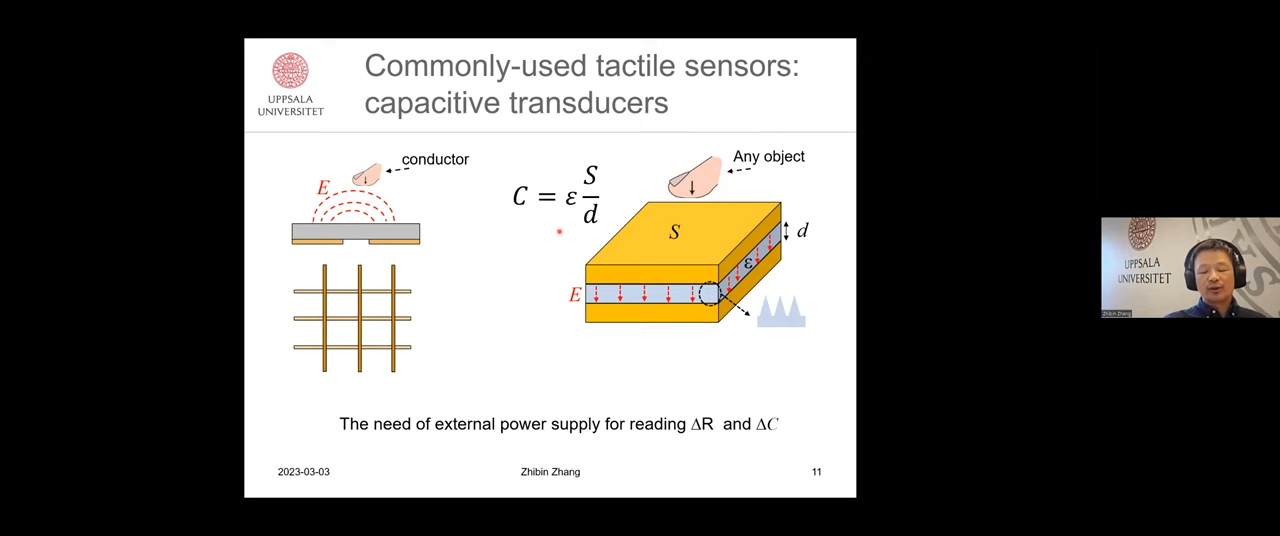 UPPSALA
UNIVERSITET
Commonly-used tactile sensors:
capacitive transducers
conductor
E
C = ε S/d
Any object
S
d
ε
E
The need of external power supply for reading ΔR and ΔC
2023-03-03
Zhibin Zhang
11
UPPSALA
UNIVERSITET
Zhibin Zhang